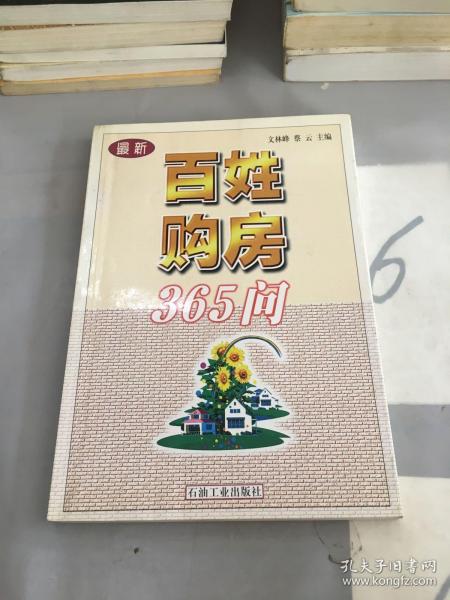 最新
文林峰 蔡云 主编
百姓
购房
365问
石油工业出版社
6
孔夫子旧书网
www.kongfz.com